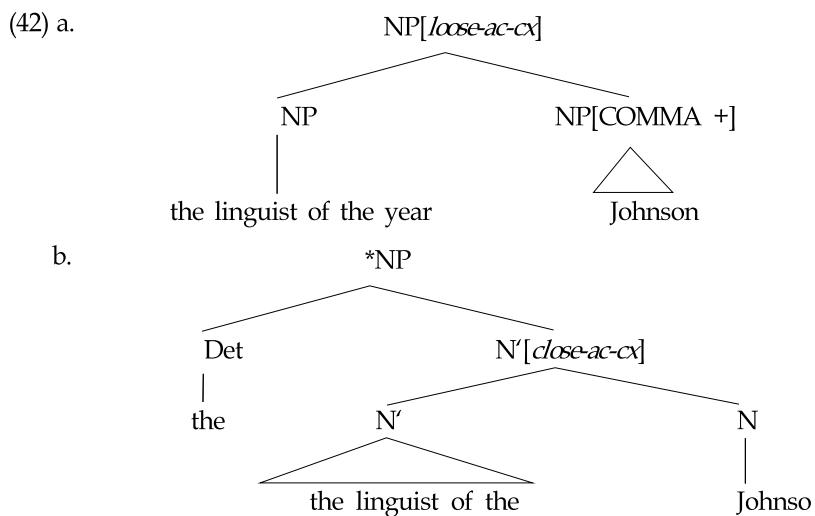 (42) a. NP[loose-ac-cx]
NP NP[COMMA +]
the linguist of the year Johnson
b. *NP
Det N‘[close-ac-cx]
the N‘ N
the linguist of the Johnso